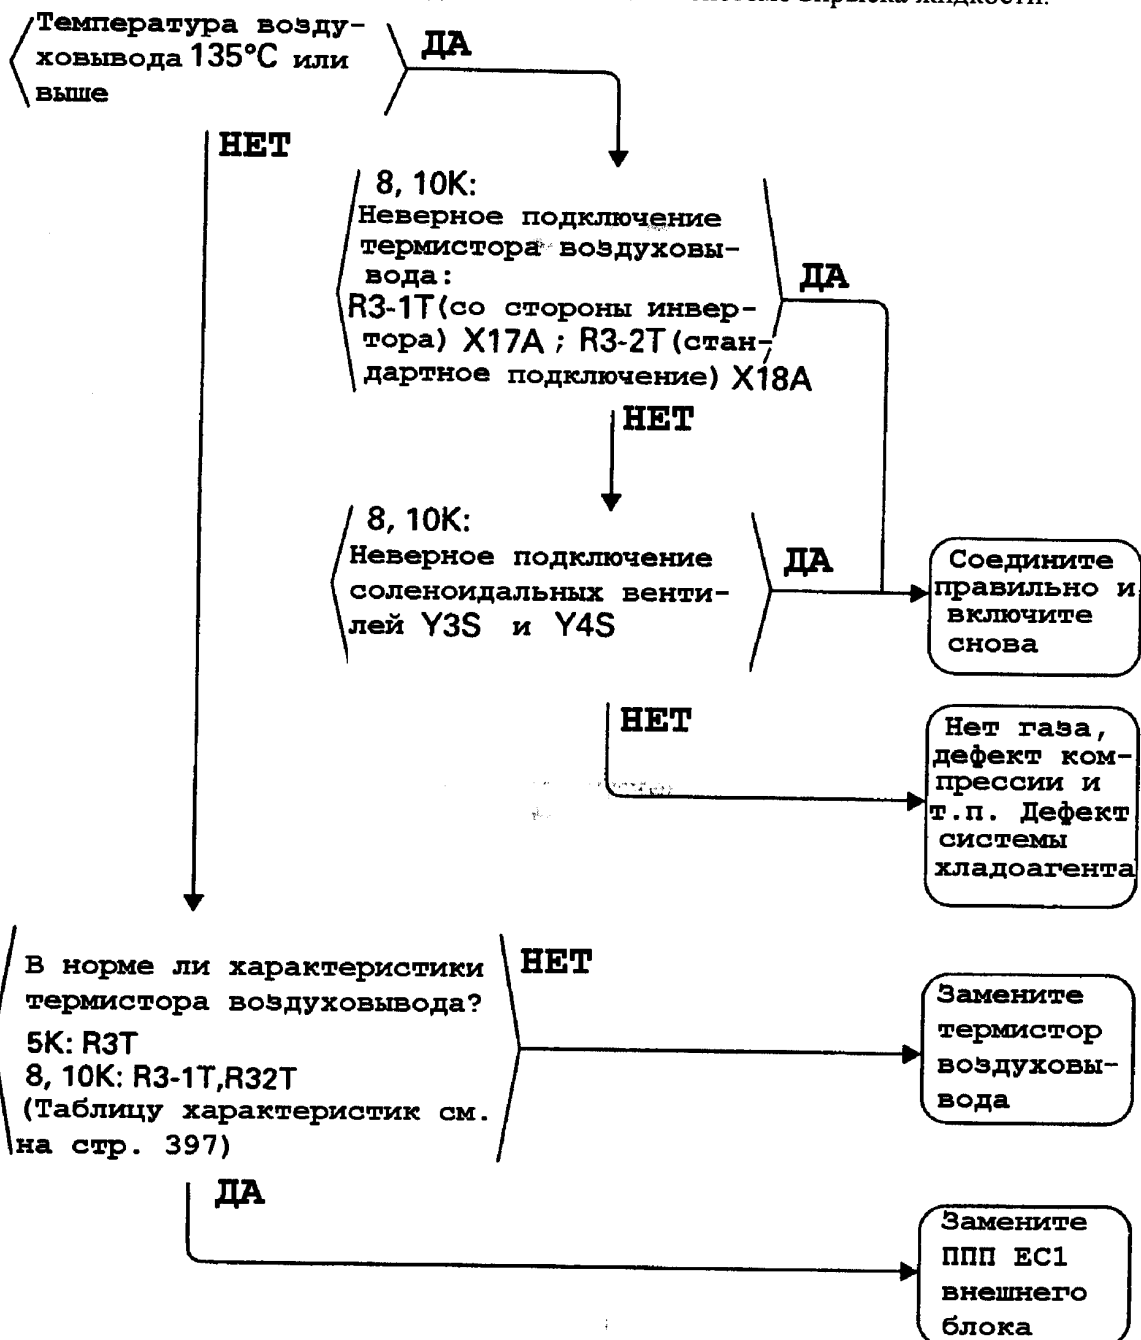 вырыска жидкости.
Температура возду-
ховывода 135°C или
выше
ДА
НЕТ
8, 10K:
Неверное подключение
термистора воздуховы-
вода:
R3-1T (со стороны инвер-
тора) X17A ; R3-2T (стан-
дартное подключение) X18A
ДА
НЕТ
8, 10K:
Неверное подключение
соленоидальных венти-
лей Y3S и Y4S
ДА
Соедините
правильно и
включите
снова
НЕТ
Нет газа,
дефект ком-
прессии и
т.п. Дефект
системы
хладоагента
В норме ли характеристики
термистора воздуховывода?
5K: R3T
8, 10K: R3-1T,R32T
(Таблицу характеристик см.
на стр. 397)
НЕТ
Замените
термистор
воздуховы-
вода
ДА
Замените
ППП EC1
внешнего
блока